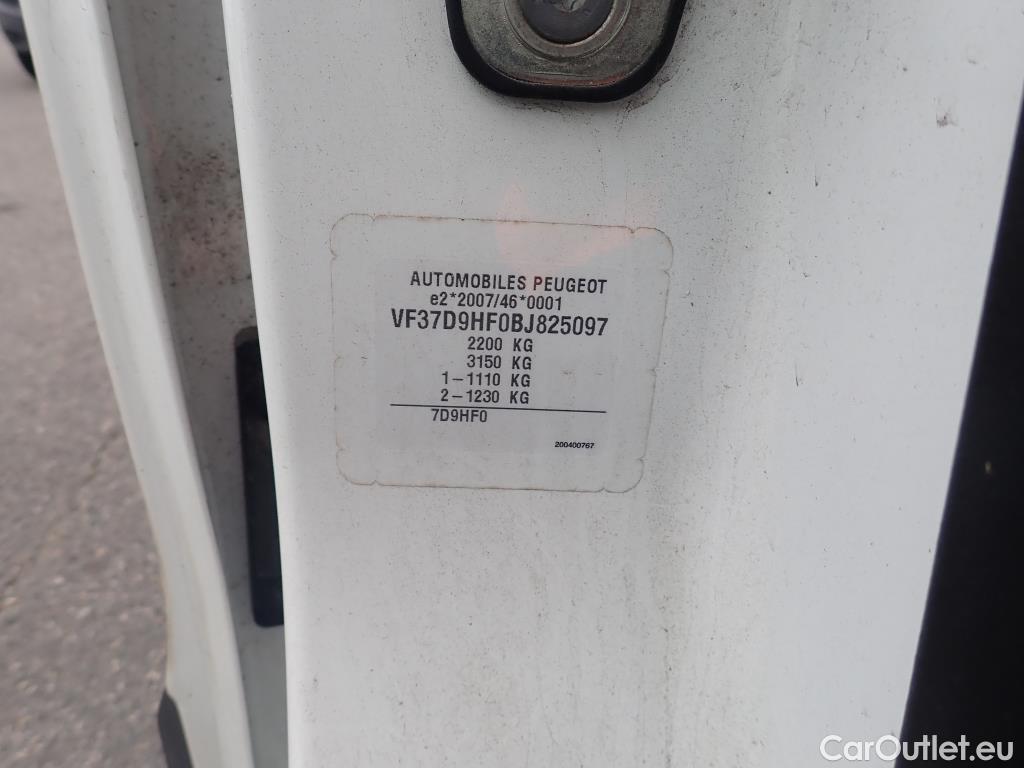 AUTOMOBILES PEUGEOT
e2*2007/46*0001
VF37D9HF0BJ825097
2200 KG
3150 KG
1-1110 KG
2-1230 KG
7D9HF0
200400767
CarOutlet.eu